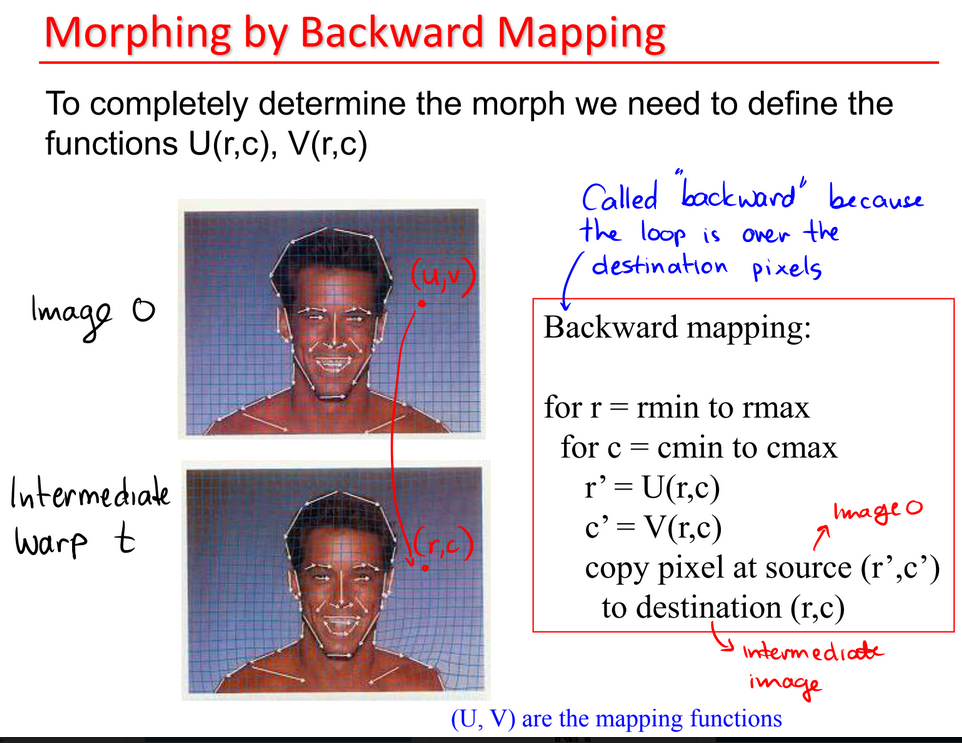 Morphing by Backward Mapping
To completely determine the morph we need to define the
functions U(r,c), V(r,c)
Called "backward" because
the loop is over the
destination pixels
Image 0
(u,v)
Intermediate
warp t
(r,c)
Backward mapping:
for r = rmin to rmax
for c = cmin to cmax
r’ = U(r,c)
c’ = V(r,c)
Image 0
copy pixel at source (r’,c’)
to destination (r,c)
intermediate
image
(U, V) are the mapping functions